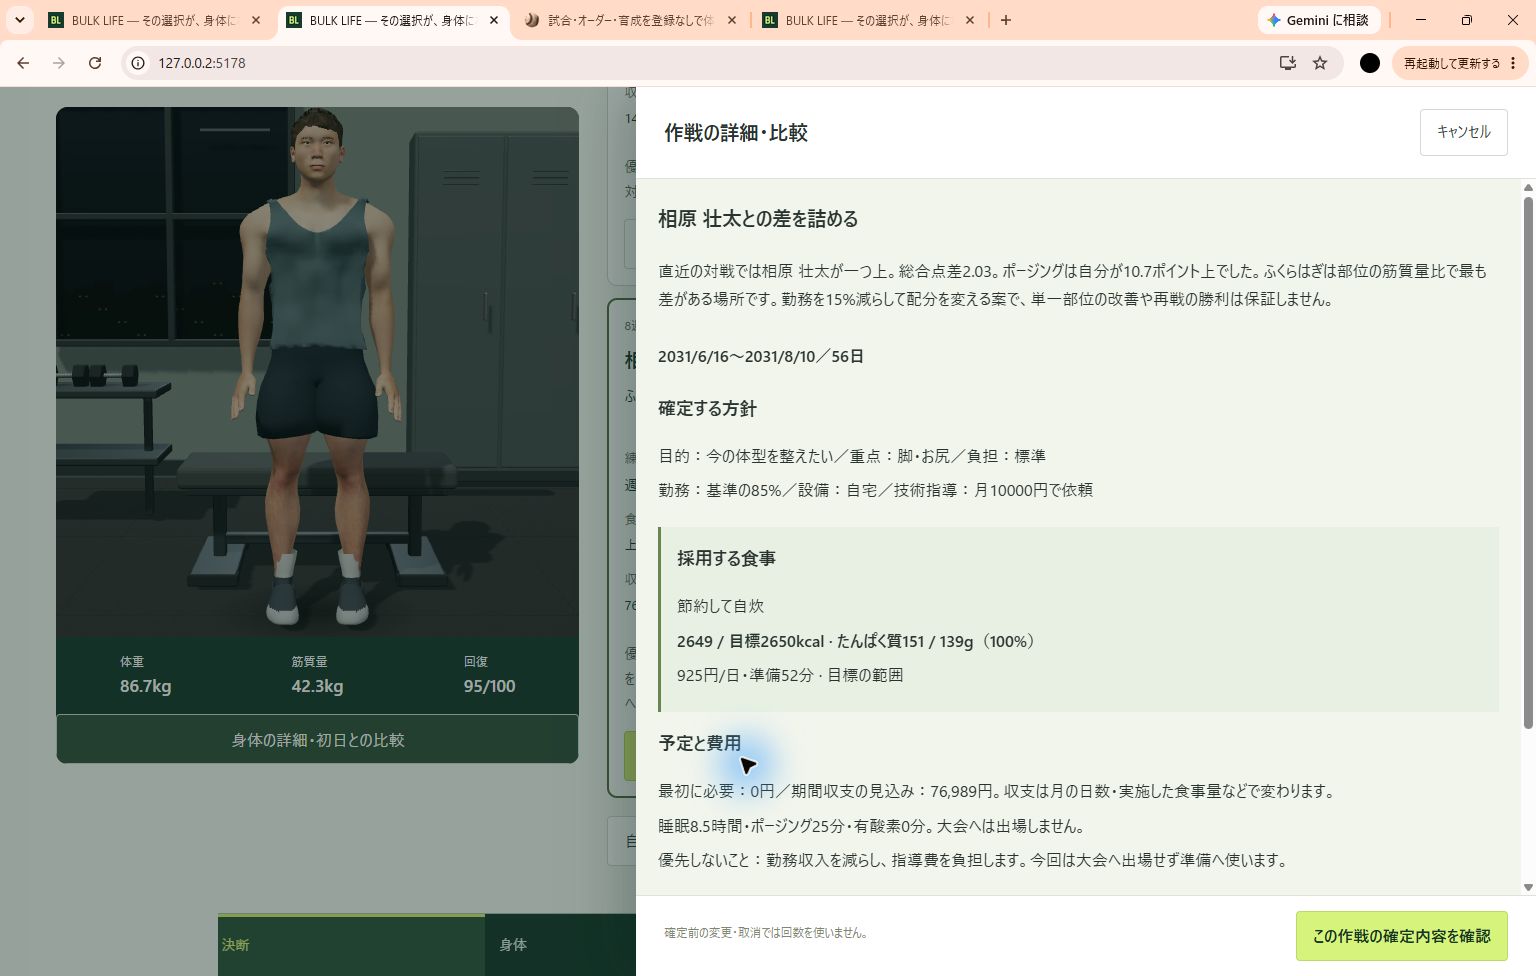 BL BULK LIFE — その選択が、身体に
BL BULK LIFE — その選択が、身体に
試合・オーダー・育成を登録なしで体
BL BULK LIFE — その選択が、身体に
Gemini に相談
127.0.0.2:5178
再起動して更新する
体重
86.7kg
筋質量
42.3kg
回復
95/100
身体の詳細・初日との比較
決断
身体
作戦の詳細・比較
キャンセル
相原 壮太との差を詰める
直近の対戦では相原 壮太が一つ上。総合点差2.03。ポージングは自分が10.7ポイント上でした。ふくらはぎは部位の筋質量比で最も
差がある場所です。勤務を15%減らして配分を変える案で、単一部位の改善や再戦の勝利は保証しません。
2031/6/16～2031/8/10／56日
確定する方針
目的：今の体型を整えたい／重点：脚・お尻／負担：標準
勤務：基準の85%／設備：自宅／技術指導：月10000円で依頼
採用する食事
節約して自炊
2649 / 目標2650kcal · たんぱく質151 / 139g（100%）
925円/日・準備52分 · 目標の範囲
予定と費用
最初に必要：0円／期間収支の見込み：76,989円。収支は月の日数・実施した食事量などで変わります。
睡眠8.5時間・ポージング25分・有酸素0分。大会へは出場しません。
優先しないこと：勤務収入を減らし、指導費を負担します。今回は大会へ出場せず準備へ使います。
確定前の変更・取消では回数を使いません。
この作戦の確定内容を確認